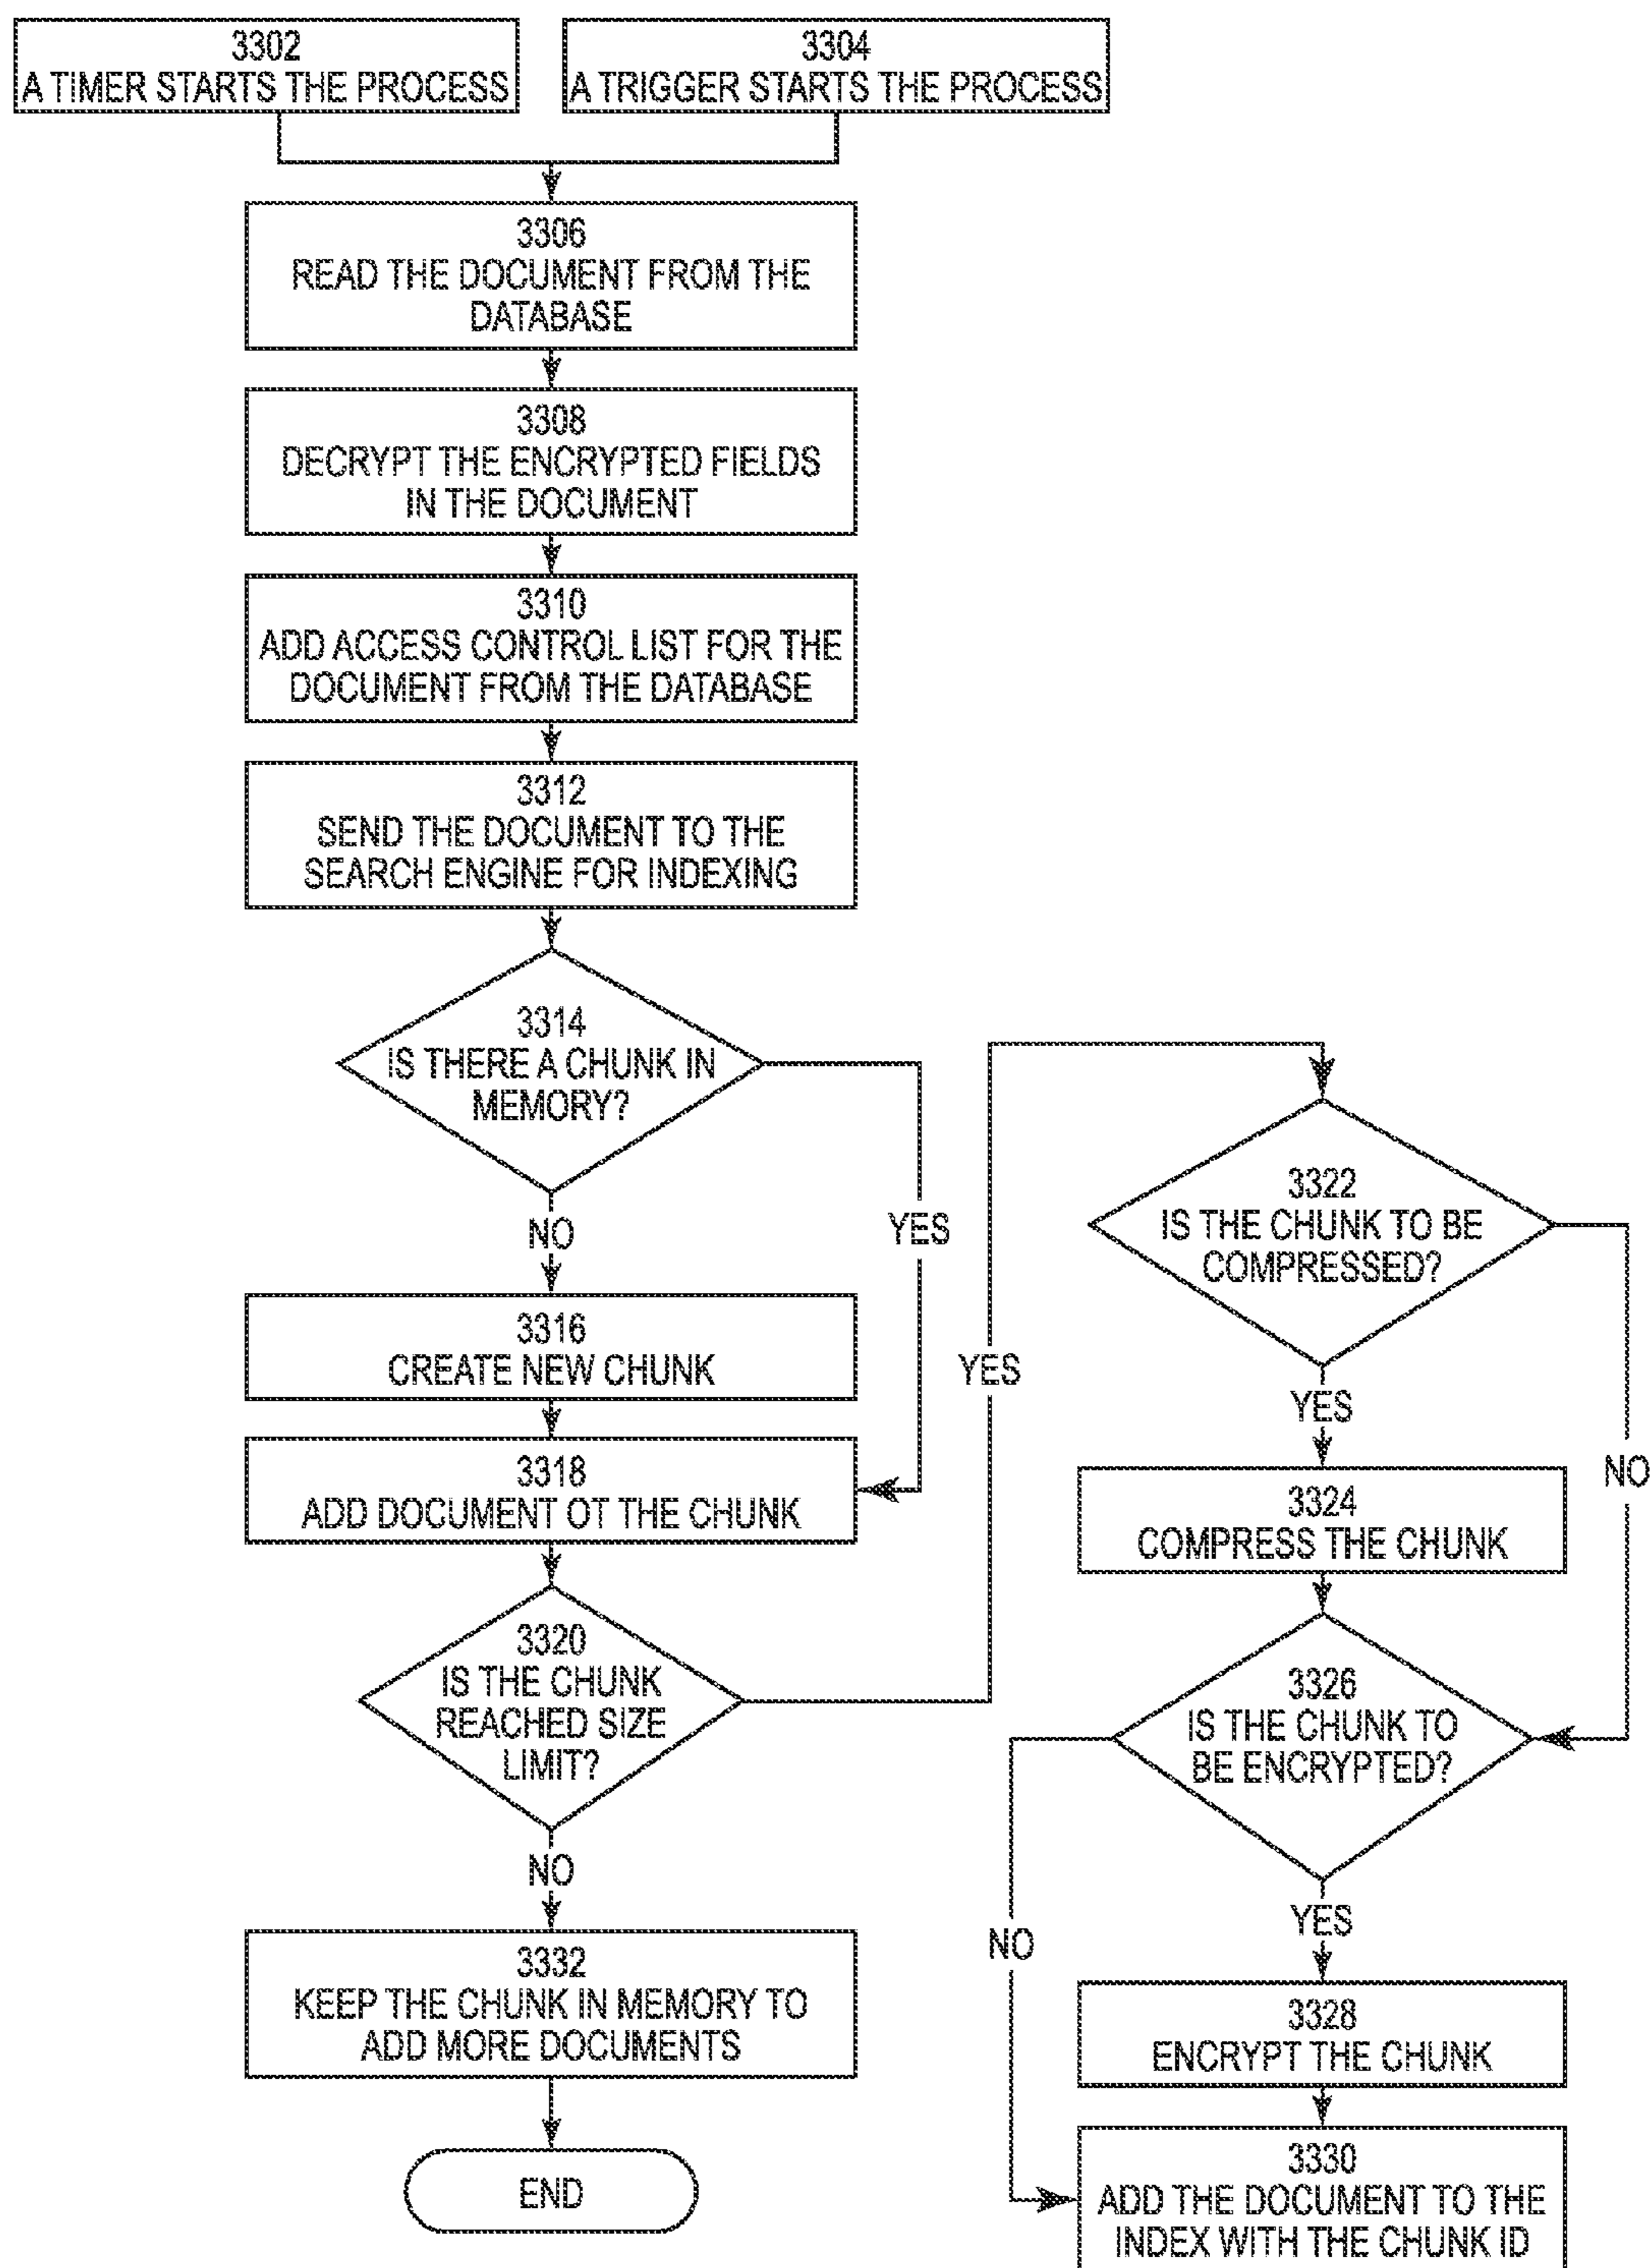 3302
A TIMER STARTS THE PROCESS
3304
A TRIGGER STARTS THE PROCESS
3306
READ THE DOCUMENT FROM THE
DATABASE
3308
DECRYPT THE ENCRYPTED FIELDS
IN THE DOCUMENT
3310
ADD ACCESS CONTROL LIST FOR THE
DOCUMENT FROM THE DATABASE
3312
SEND THE DOCUMENT TO THE
SEARCH ENGINE FOR INDEXING
3314
IS THERE A CHUNK IN
MEMORY?
NO
YES
3316
CREATE NEW CHUNK
3318
ADD DOCUMENT OT THE CHUNK
3320
IS THE CHUNK
REACHED SIZE
LIMIT?
YES
NO
3332
KEEP THE CHUNK IN MEMORY TO
ADD MORE DOCUMENTS
END
3322
IS THE CHUNK TO BE
COMPRESSED?
YES
NO
3324
COMPRESS THE CHUNK
3326
IS THE CHUNK TO
BE ENCRYPTED?
YES
NO
3328
ENCRYPT THE CHUNK
3330
ADD THE DOCUMENT TO THE
INDEX WITH THE CHUNK ID